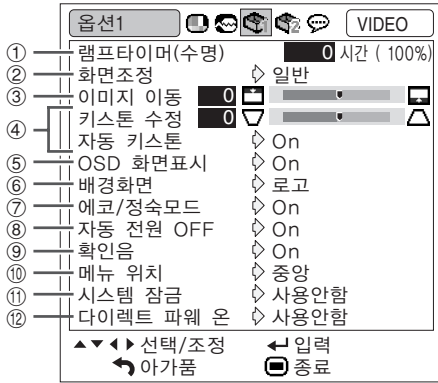 옵션1 VIDEO
① 램프타이머(수명) 0 시간 ( 100%)
② 화면조정 일반
③ 이미지 이동 0
④ 키스톤 수정 0
자동 키스톤 On
⑤ OSD 화면표시 On
⑥ 배경화면 로고
⑦ 에코/정숙모드 On
⑧ 자동 전원 OFF On
⑨ 확인음 On
⑩ 메뉴 위치 중앙
⑪ 시스템 잠금 사용안함
⑫ 다이렉트 파워 온 사용안함
선택/조정 입력
아가품 종료